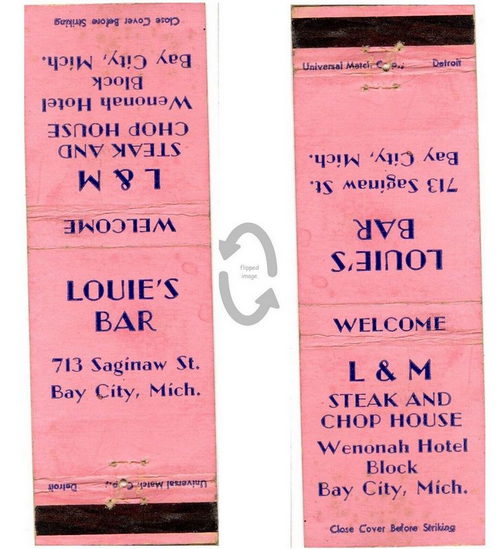 Close Cover Before Striking
Bay City, Mich.
Block
Wenonah Hotel
CHOP HOUSE
STEAK AND
L & M
WELCOME
LOUIE'S
BAR
713 Saginaw St.
Bay City, Mich.
Universal Match Corp., Detroit
flipped
image
Universal Match Corp., Detroit
713 Saginaw St.
Bay City, Mich.
LOUIE'S
BAR
WELCOME
L & M
STEAK AND
CHOP HOUSE
Wenonah Hotel
Block
Bay City, Mich.
Close Cover Before Striking